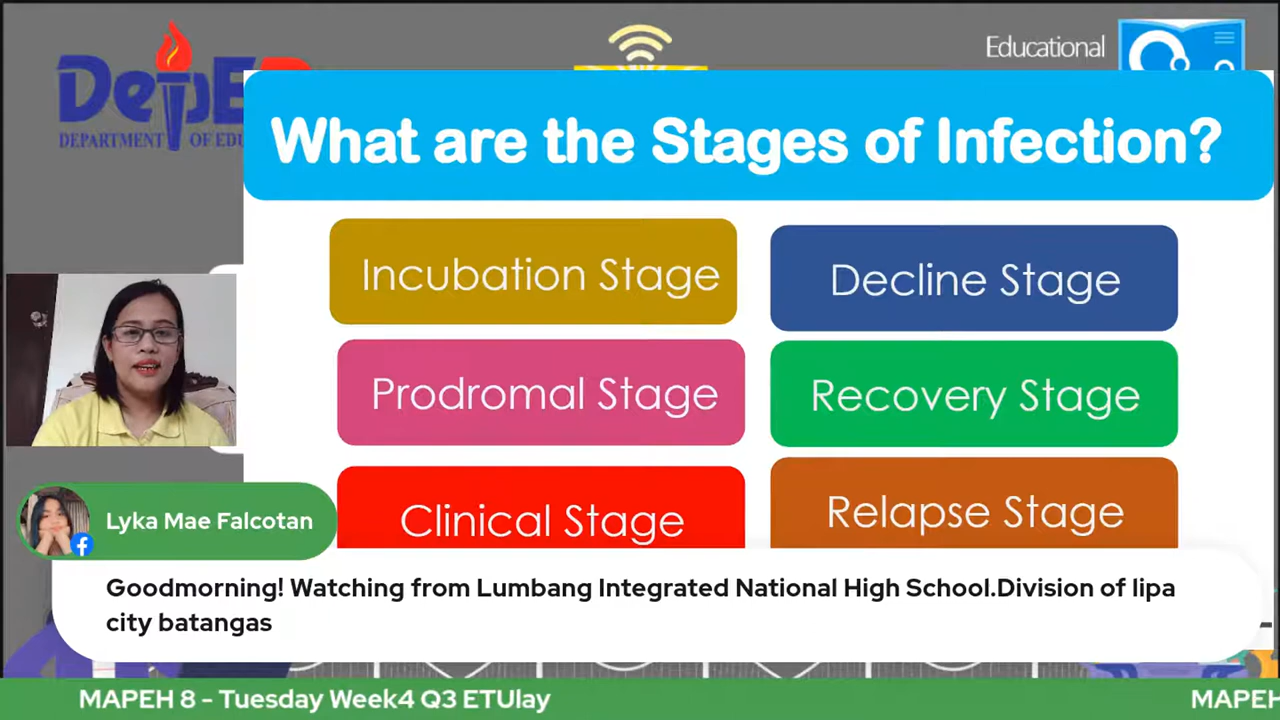 DepED
DEPARTMENT OF EDU
Educational
What are the Stages of Infection?
Incubation Stage
Decline Stage
Prodromal Stage
Recovery Stage
Clinical Stage
Relapse Stage
Lyka Mae Falcotan
Goodmorning! Watching from Lumbang Integrated National High School.Division of lipa
city batangas
MAPEH 8 - Tuesday Week4 Q3 ETUlay
MAPEH